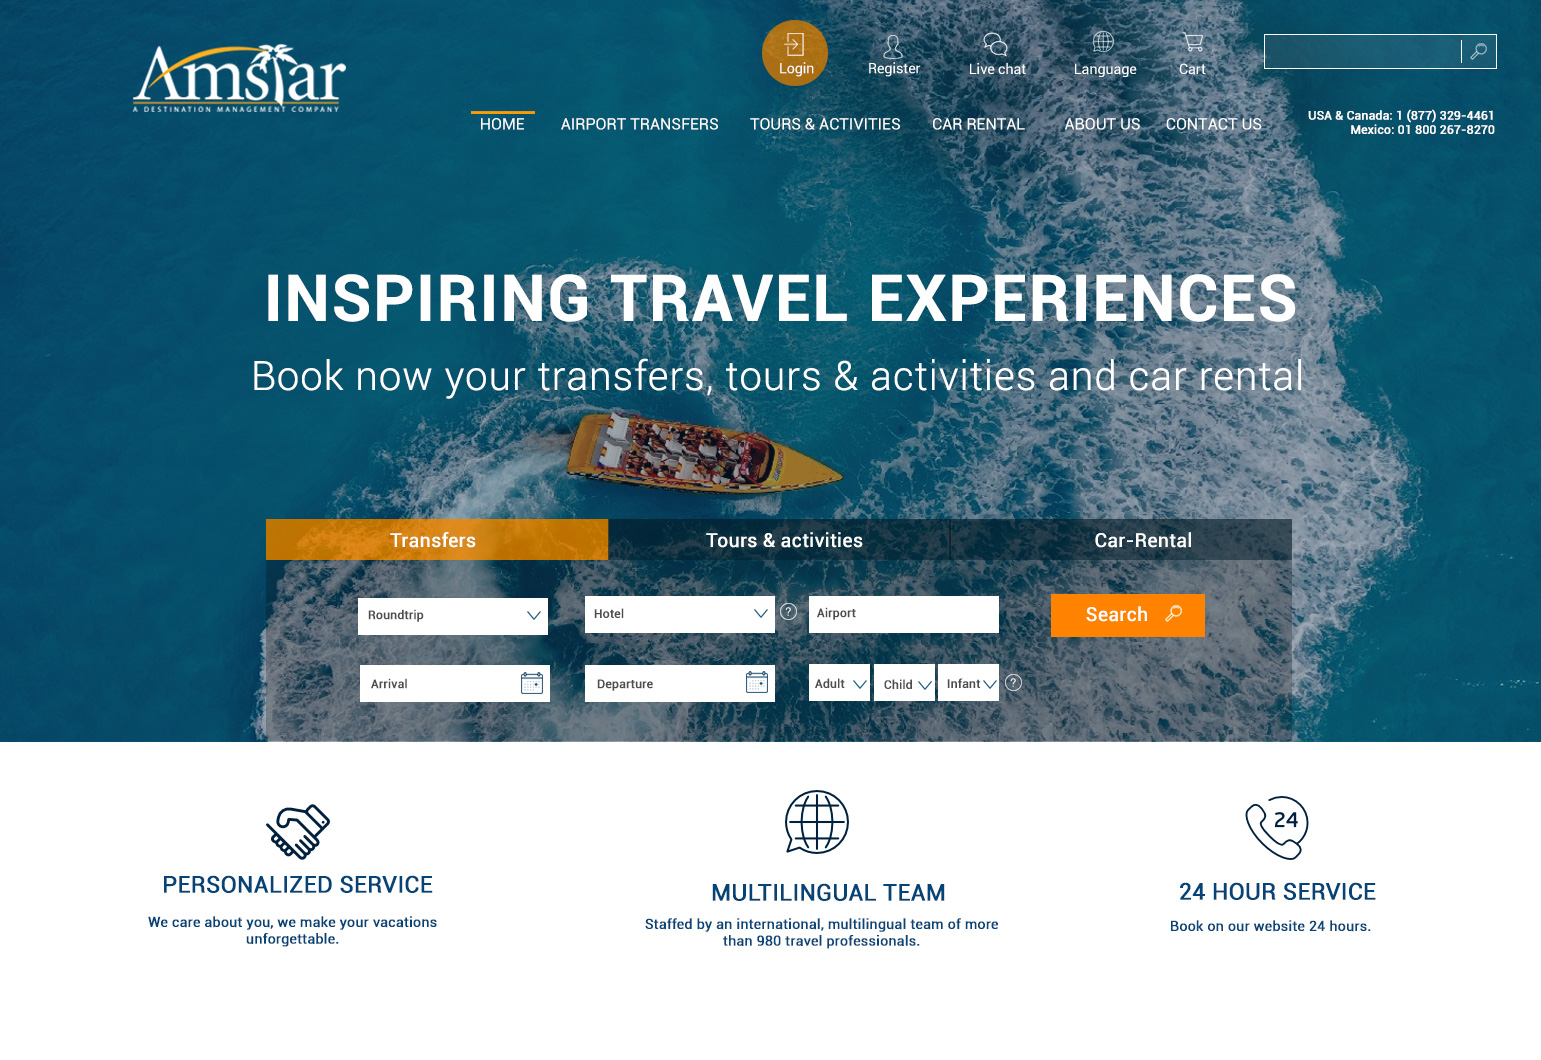 Amstar
A DESTINATION MANAGEMENT COMPANY
Login
Register
Live chat
Language
Cart
HOME
AIRPORT TRANSFERS
TOURS & ACTIVITIES
CAR RENTAL
ABOUT US
CONTACT US
USA & Canada: 1 (877) 329-4461
Mexico: 01 800 267-8270
INSPIRING TRAVEL EXPERIENCES
Book now your transfers, tours & activities and car rental
Transfers
Tours & activities
Car-Rental
Roundtrip
Hotel
?
Airport
Search
Arrival
Departure
Adult
Child
Infant
?
PERSONALIZED SERVICE
We care about you, we make your vacations
unforgettable.
MULTILINGUAL TEAM
Staffed by an international, multilingual team of more
than 980 travel professionals.
24
24 HOUR SERVICE
Book on our website 24 hours.